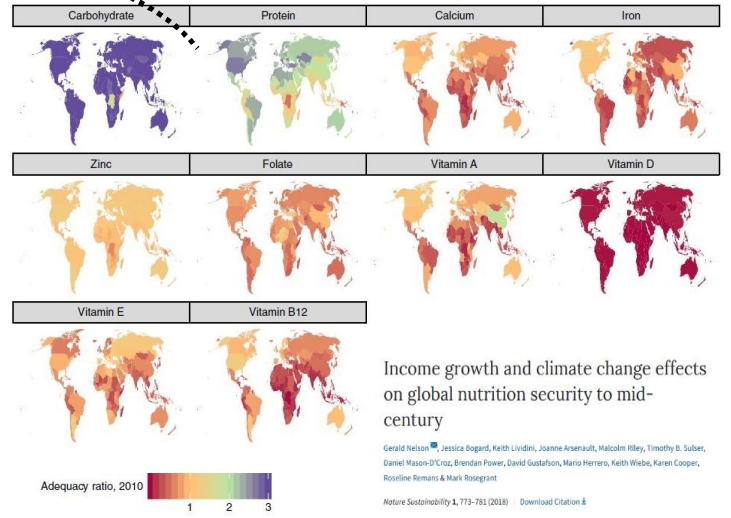 Carbohydrate Protein Calcium Iron
Zinc Folate Vitamin A Vitamin D
Vitamin E Vitamin B12
Income growth and climate change effects
on global nutrition security to mid-
century
Gerald Nelson, Jessica Bogard, Keith Lividini, Joanne Arsenault, Malcolm Riley, Timothy B. Sulser,
Daniel Mason-D'Croz, Brendan Power, David Gustafson, Mario Herrero, Keith Wiebe, Karen Cooper,
Roseline Remans & Mark Rosegrant
Nature Sustainability 1, 773–781 (2018) | Download Citation
Adequacy ratio, 2010
1 2 3